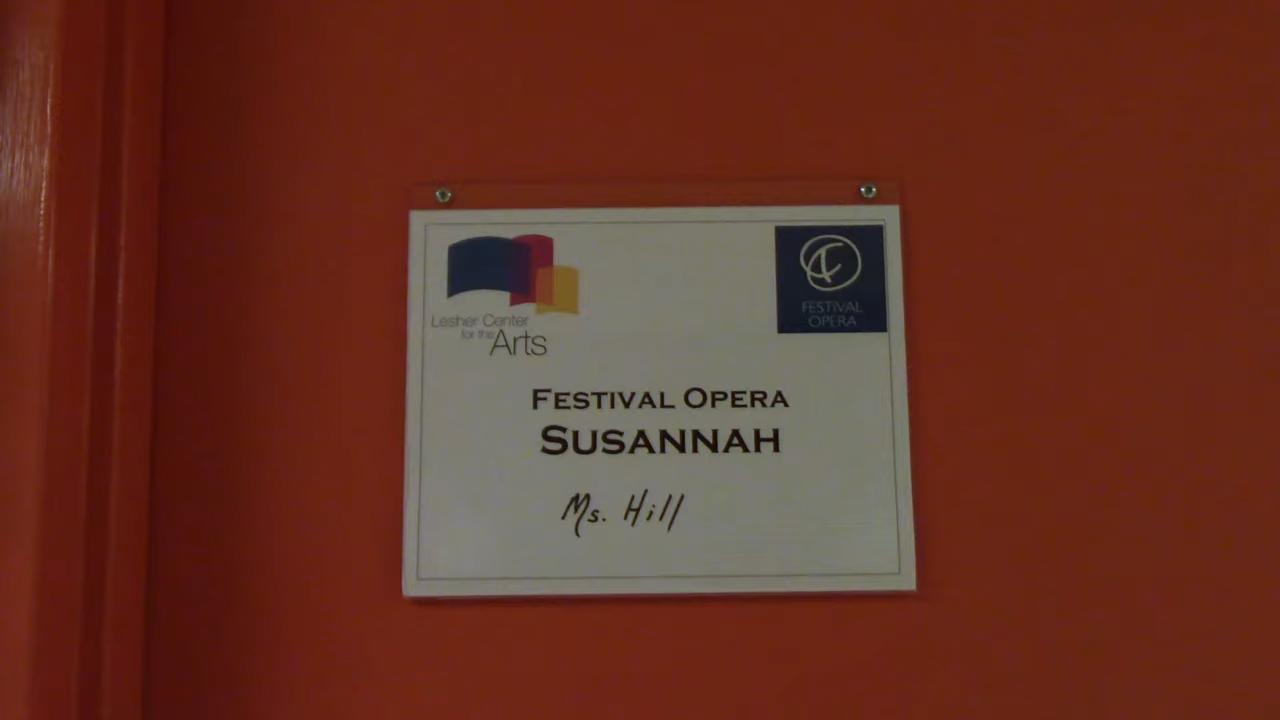 Lesher Center
for the
Arts
FESTIVAL
OPERA
FESTIVAL OPERA
SUSANNAH
Ms. Hill